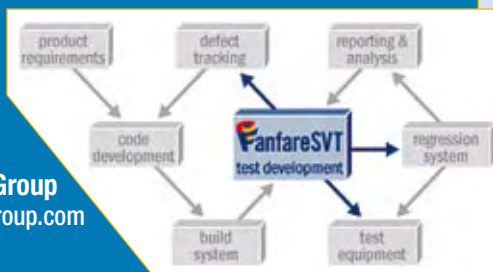 product
requirements
defect
tracking
reporting &
analysis
code
development
FanfareSVT
test development
regression
system
Group
roup.com
build
system
test
equipment